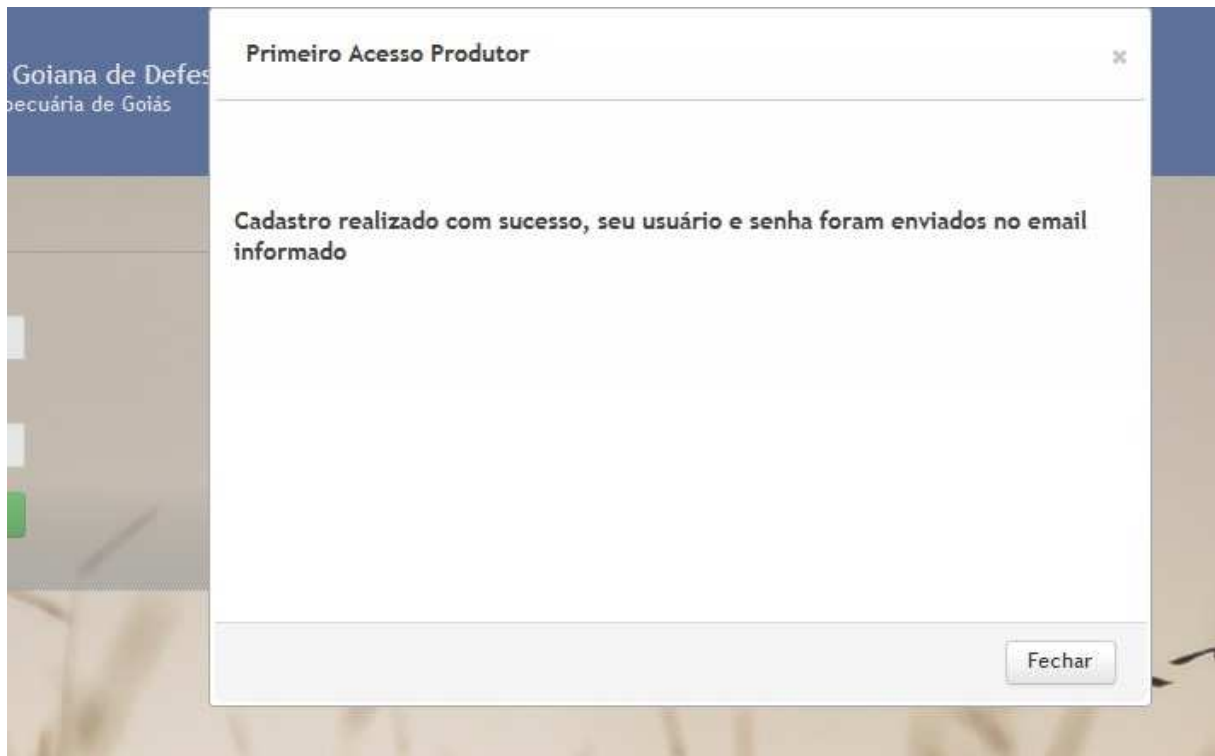 Primeiro Acesso Produtor
Goiana de Defes
pecuária de Goiás
Cadastro realizado com sucesso, seu usuário e senha foram enviados no email
informado
Fechar